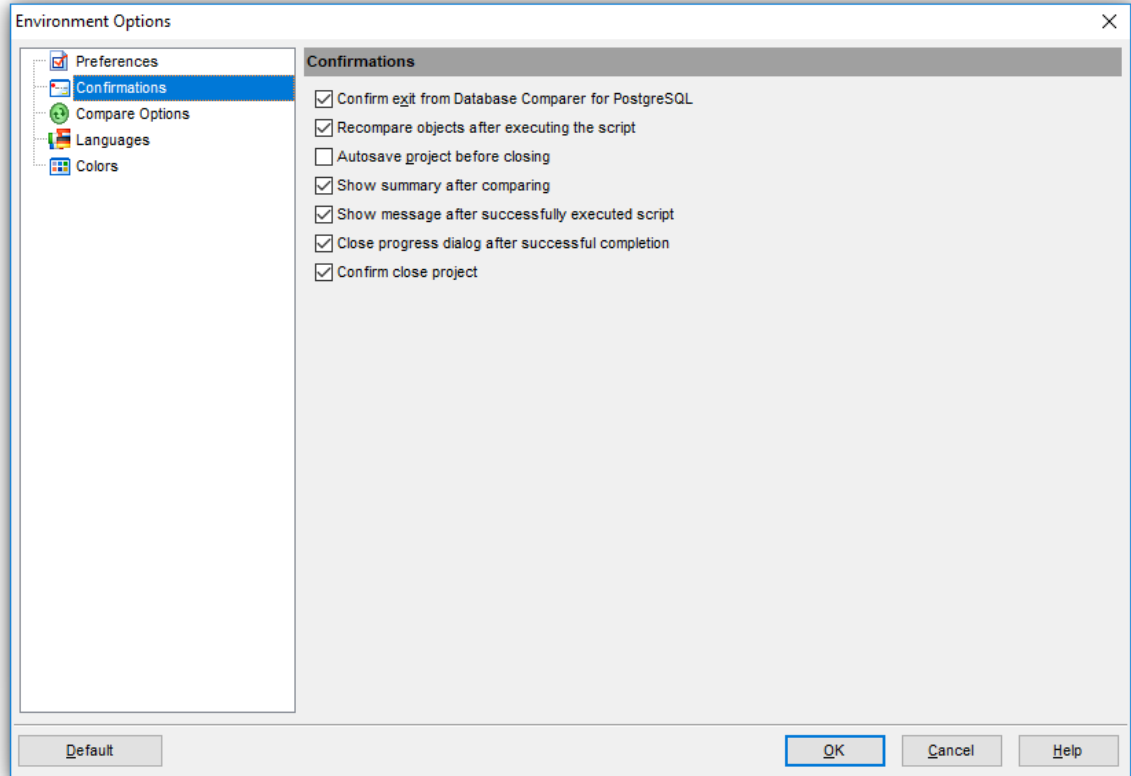 Environment Options
Preferences
Confirmations
Compare Options
Languages
Colors
Confirmations
Confirm exit from Database Comparer for PostgreSQL
Recompare objects after executing the script
Autosave project before closing
Show summary after comparing
Show message after successfully executed script
Close progress dialog after successful completion
Confirm close project
Default
OK
Cancel
Help